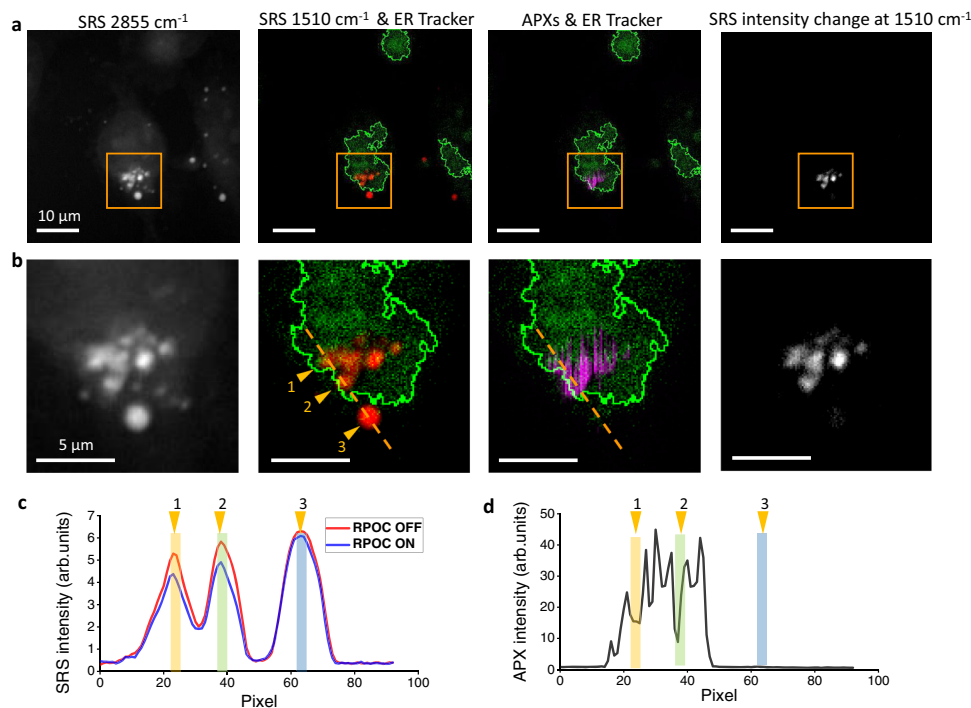 a
SRS 2855 cm⁻¹
SRS 1510 cm⁻¹ & ER Tracker
APXs & ER Tracker
SRS intensity change at 1510 cm⁻¹
10 µm
b
1
2
3
5 µm
c
1 2 3
SRS intensity (arb.units)
7
6
5
4
3
2
1
0
RPOC OFF
RPOC ON
0 20 40 60 80 100
Pixel
d
1 2 3
APX intensity (arb.units)
50
40
30
20
10
0
0 20 40 60 80 100
Pixel